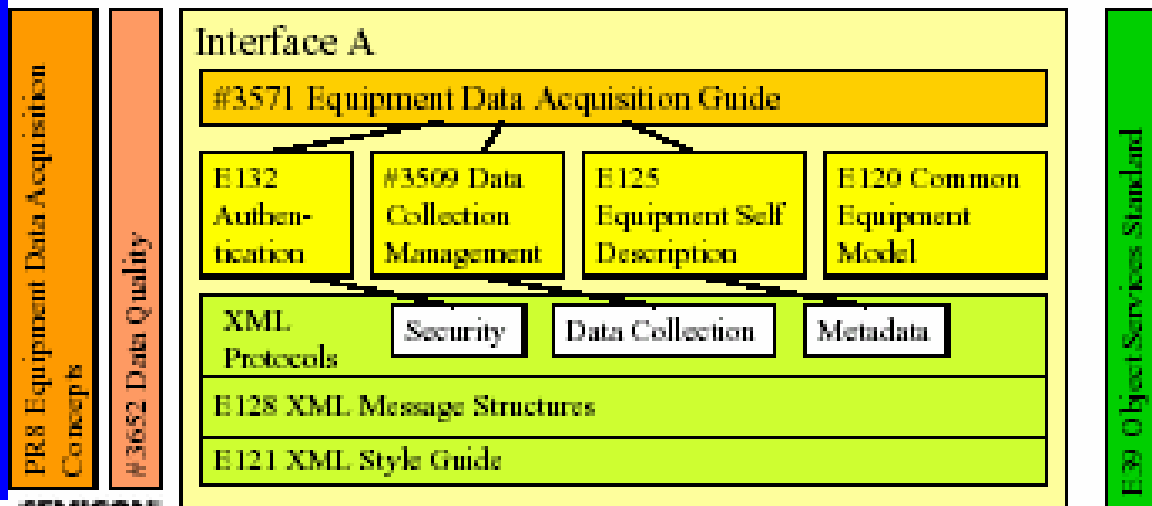 PR8 Equipment Data Acquisition
Concepts
#3652 Data Quality
Interface A
#3571 Equipment Data Acquisition Guide
E132
Authen-
tication
#3509 Data
Collection
Management
E125
Equipment Self
Description
E120 Common
Equipment
Model
XML
Protocols
Security
Data Collection
Metadata
E128 XML Message Structures
E121 XML Style Guide
E39 Object Services Standard